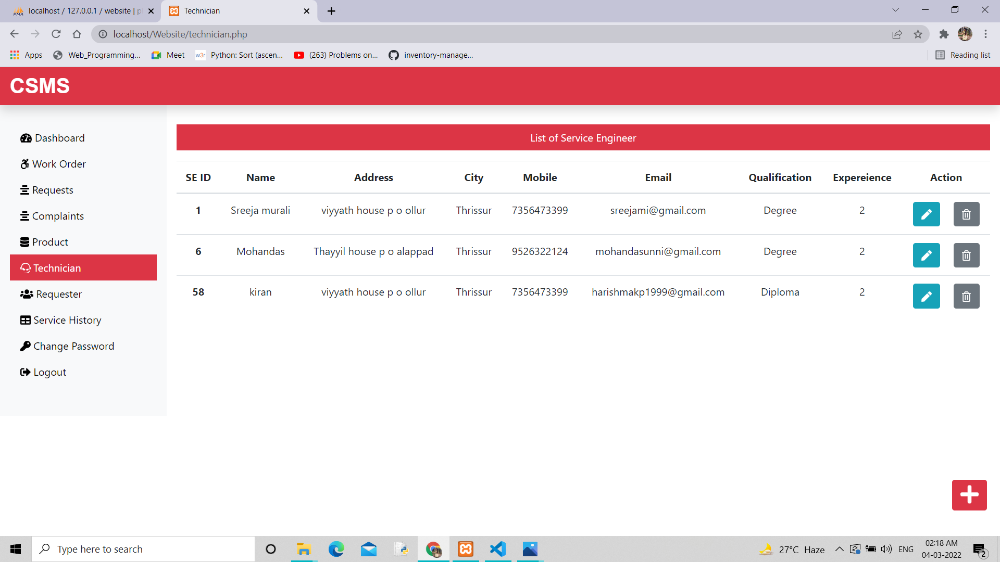 localhost / 127.0.0.1 / website | p
Technician
localhost/Website/technician.php
Apps
Web_Programming...
Meet
w3r
Python: Sort (ascen...
(263) Problems on...
inventory-manage...
Reading list
CSMS
Dashboard
Work Order
Requests
Complaints
Product
Technician
Requester
Service History
Change Password
Logout
List of Service Engineer
SE ID Name Address City Mobile Email Qualification Expereience Action
1 Sreeja murali viyyath house p o ollur Thrissur 7356473399 sreejami@gmail.com Degree 2
6 Mohandas Thayyil house p o alappad Thrissur 9526322124 mohandasunni@gmail.com Degree 2
58 kiran viyyath house p o ollur Thrissur 7356473399 harishmakp1999@gmail.com Diploma 2
Type here to search
27°C Haze
ENG
02:18 AM
04-03-2022
2